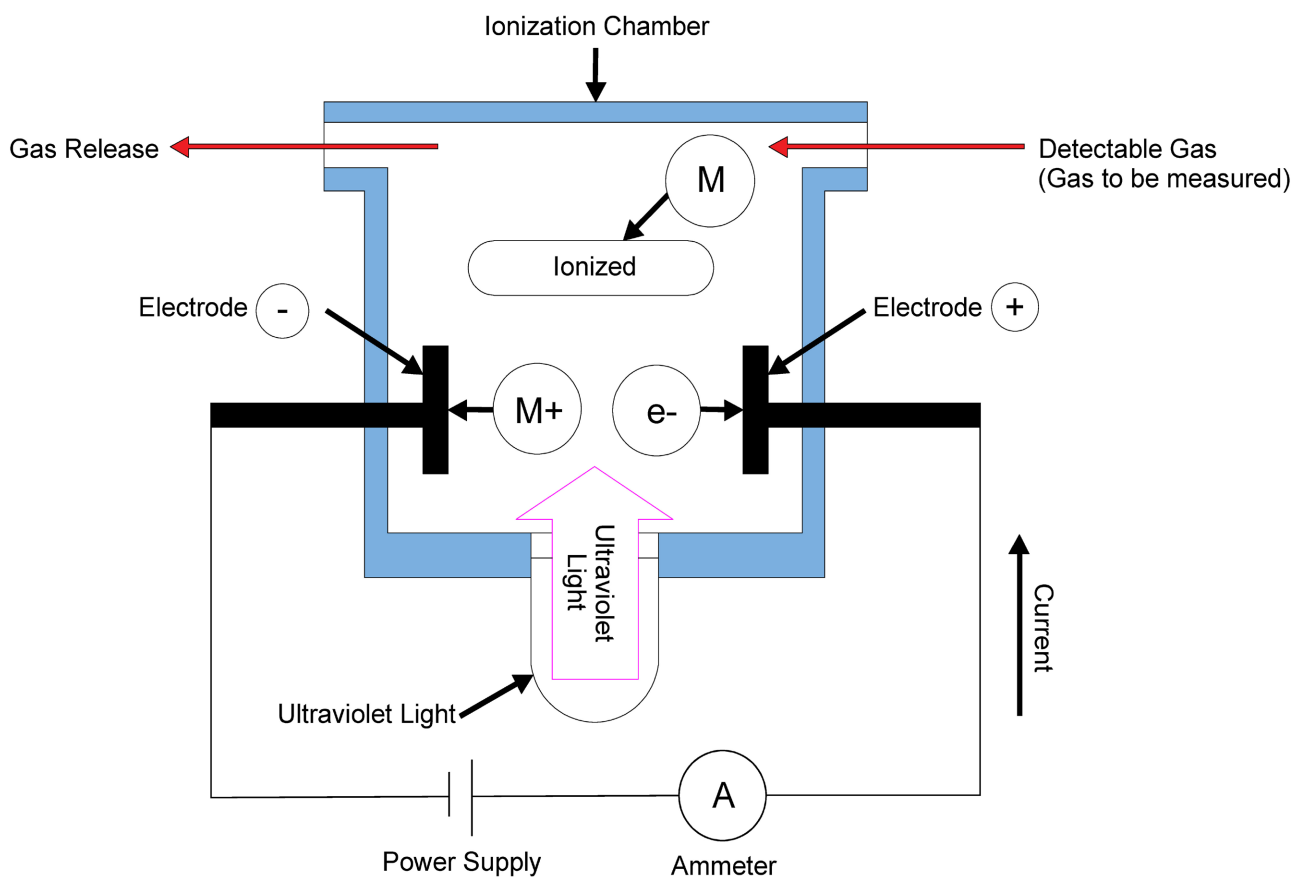 Ionization Chamber
Gas Release
Detectable Gas
(Gas to be measured)
M
Ionized
Electrode -
Electrode +
M+
e-
Ultraviolet
Light
Current
Ultraviolet Light
A
Power Supply
Ammeter